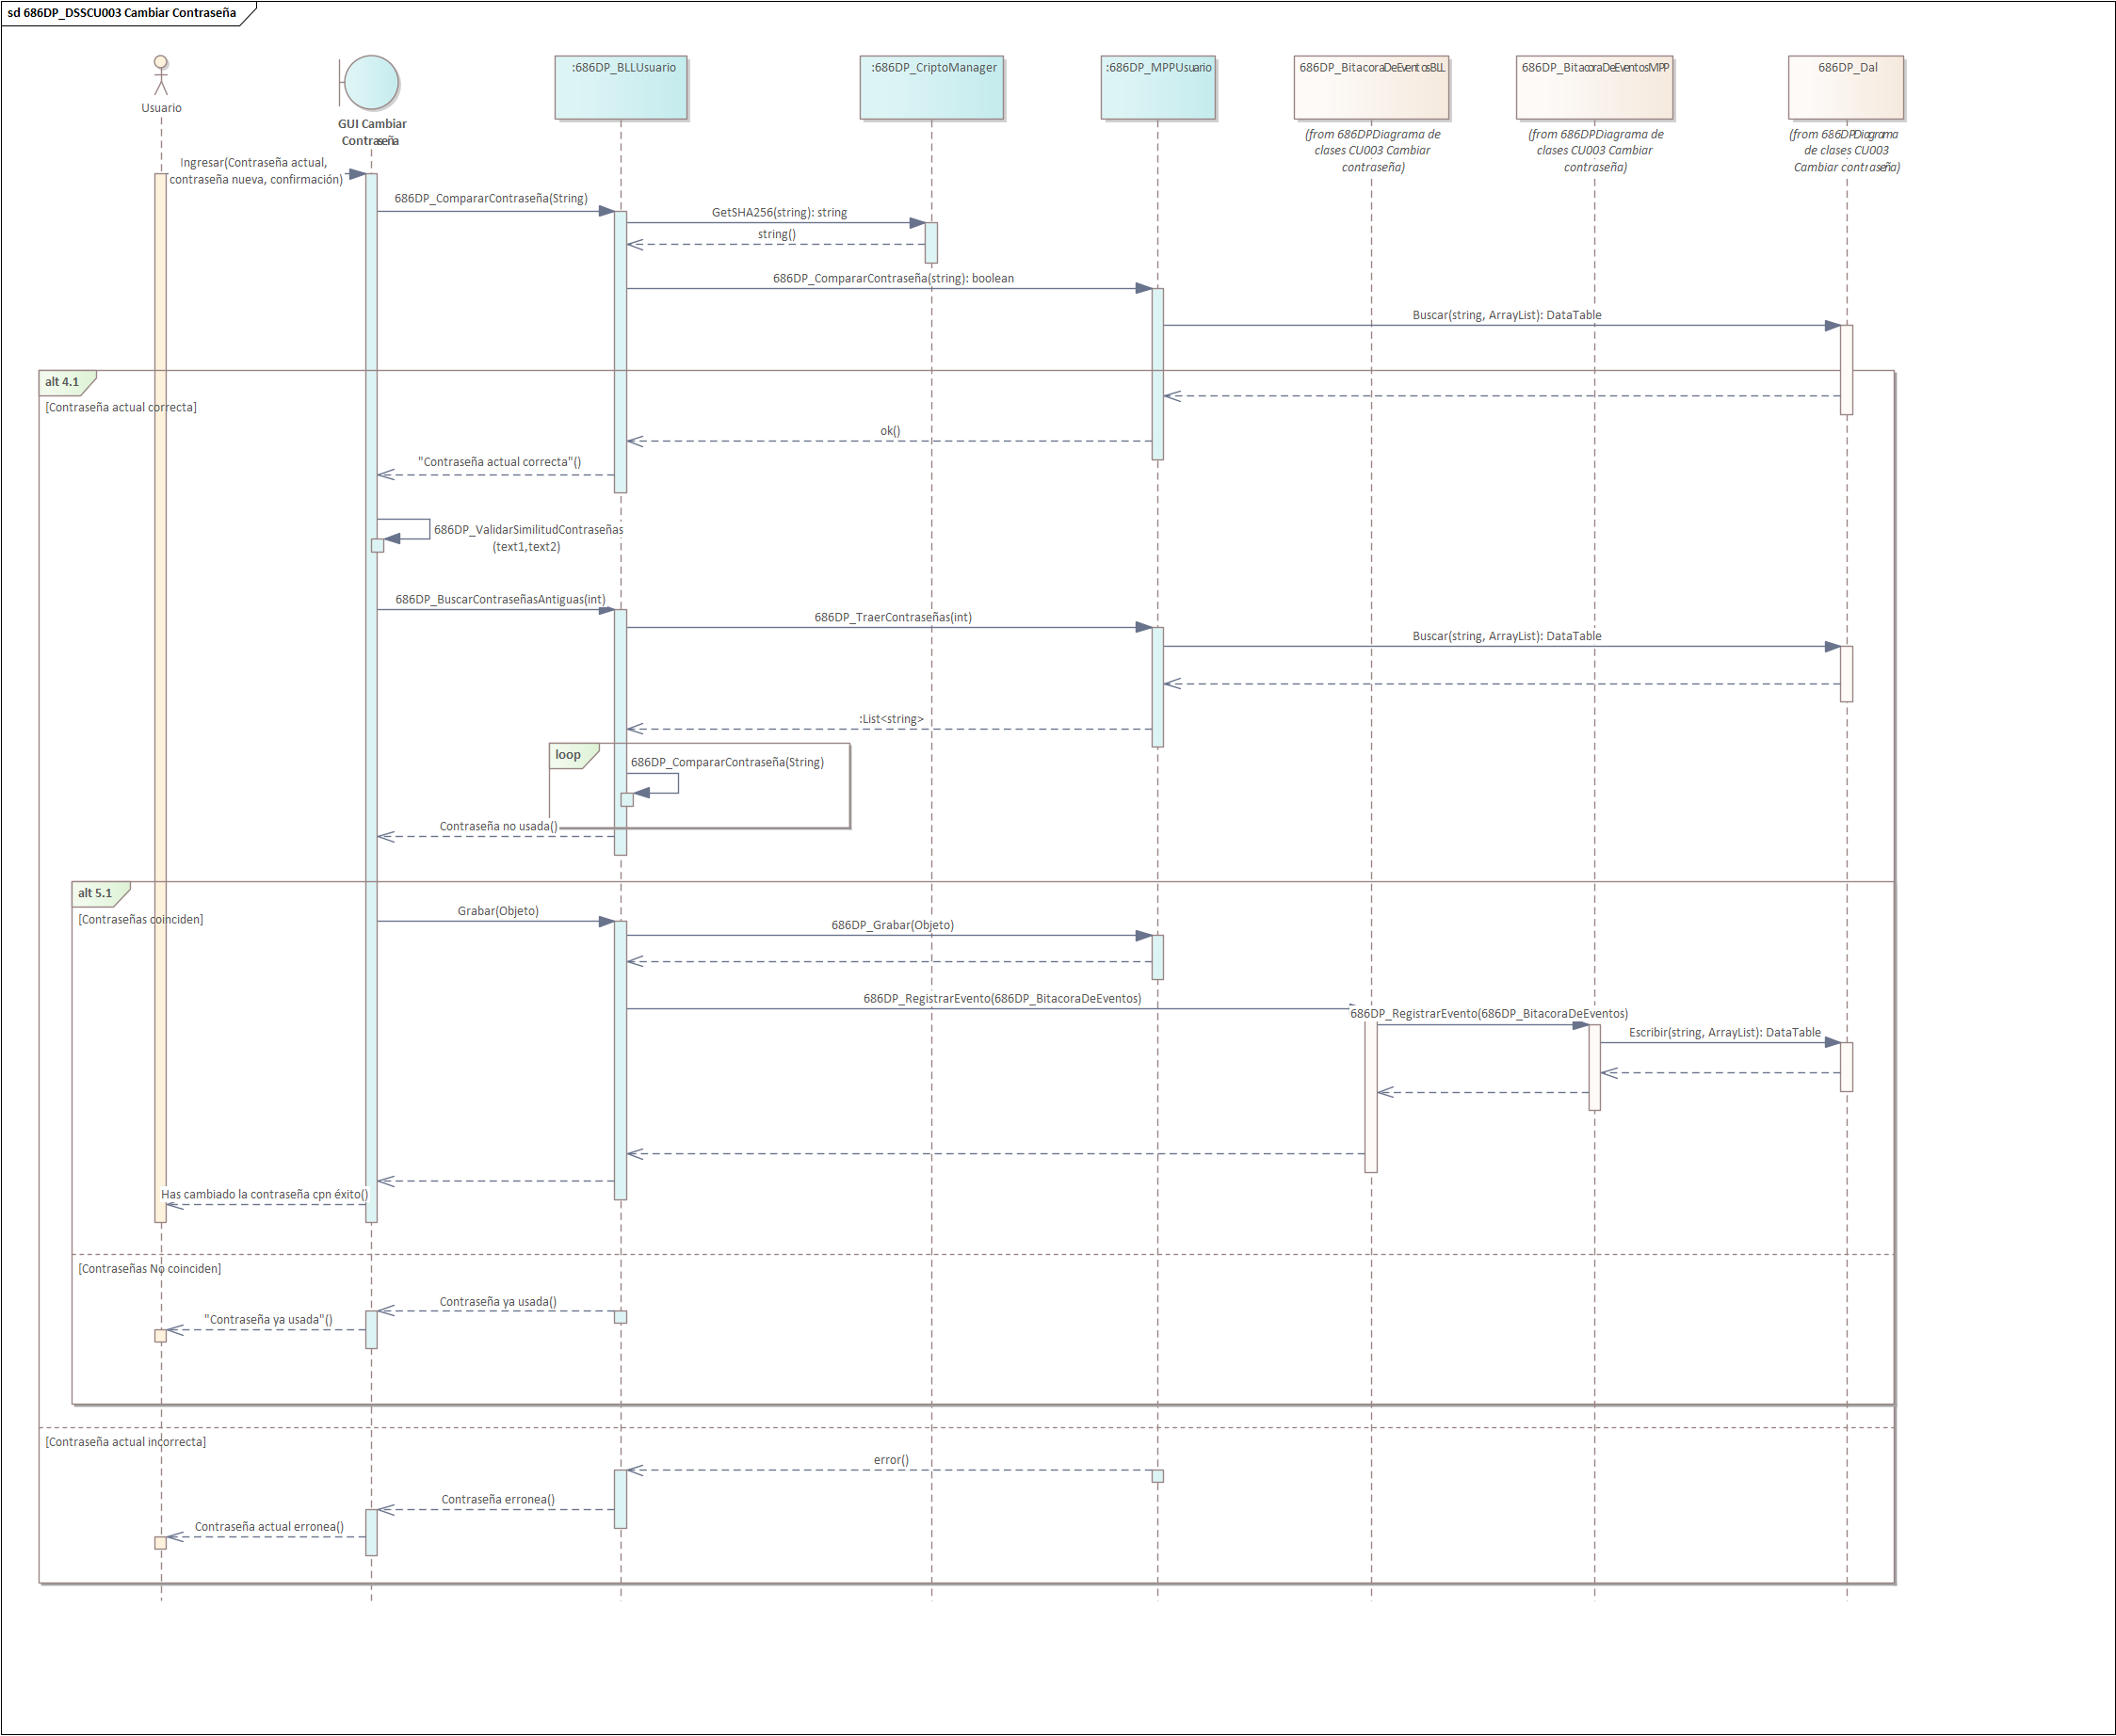 sd 686DP_DSSCU003 Cambiar Contraseña
Usuario
GUI Cambiar
Contraseña
:686DP_BLLUsuario
:686DP_CriptoManager
:686DP_MPPUsuario
686DP_BitacoraDeEventosBLL
(from 686DPDiagrama de
clases CU003 Cambiar
contraseña)
686DP_BitacoraDeEventosMPP
(from 686DPDiagrama de
clases CU003 Cambiar
contraseña)
686DP_Dal
(from 686DPDiagrama
de clases CU003
Cambiar contraseña)
Ingresar(Contraseña actual,
contraseña nueva, confirmación)
686DP_CompararContraseña(String)
GetSHA256(string): string
string()
686DP_CompararContraseña(string): boolean
Buscar(string, ArrayList): DataTable
alt 4.1
[Contraseña actual correcta]
ok()
"Contraseña actual correcta"()
686DP_ValidarSimilitudContraseñas
(text1,text2)
686DP_BuscarContraseñasAntiguas(int)
686DP_TraerContraseñas(int)
Buscar(string, ArrayList): DataTable
:List<string>
loop
686DP_CompararContraseña(String)
Contraseña no usada()
alt 5.1
[Contraseñas coinciden]
Grabar(Objeto)
686DP_Grabar(Objeto)
686DP_RegistrarEvento(686DP_BitacoraDeEventos)
686DP_RegistrarEvento(686DP_BitacoraDeEventos)
Escribir(string, ArrayList): DataTable
Has cambiado la contraseña cpn éxito()
[Contraseñas No coinciden]
Contraseña ya usada()
"Contraseña ya usada"()
[Contraseña actual incorrecta]
error()
Contraseña erronea()
Contraseña actual erronea()